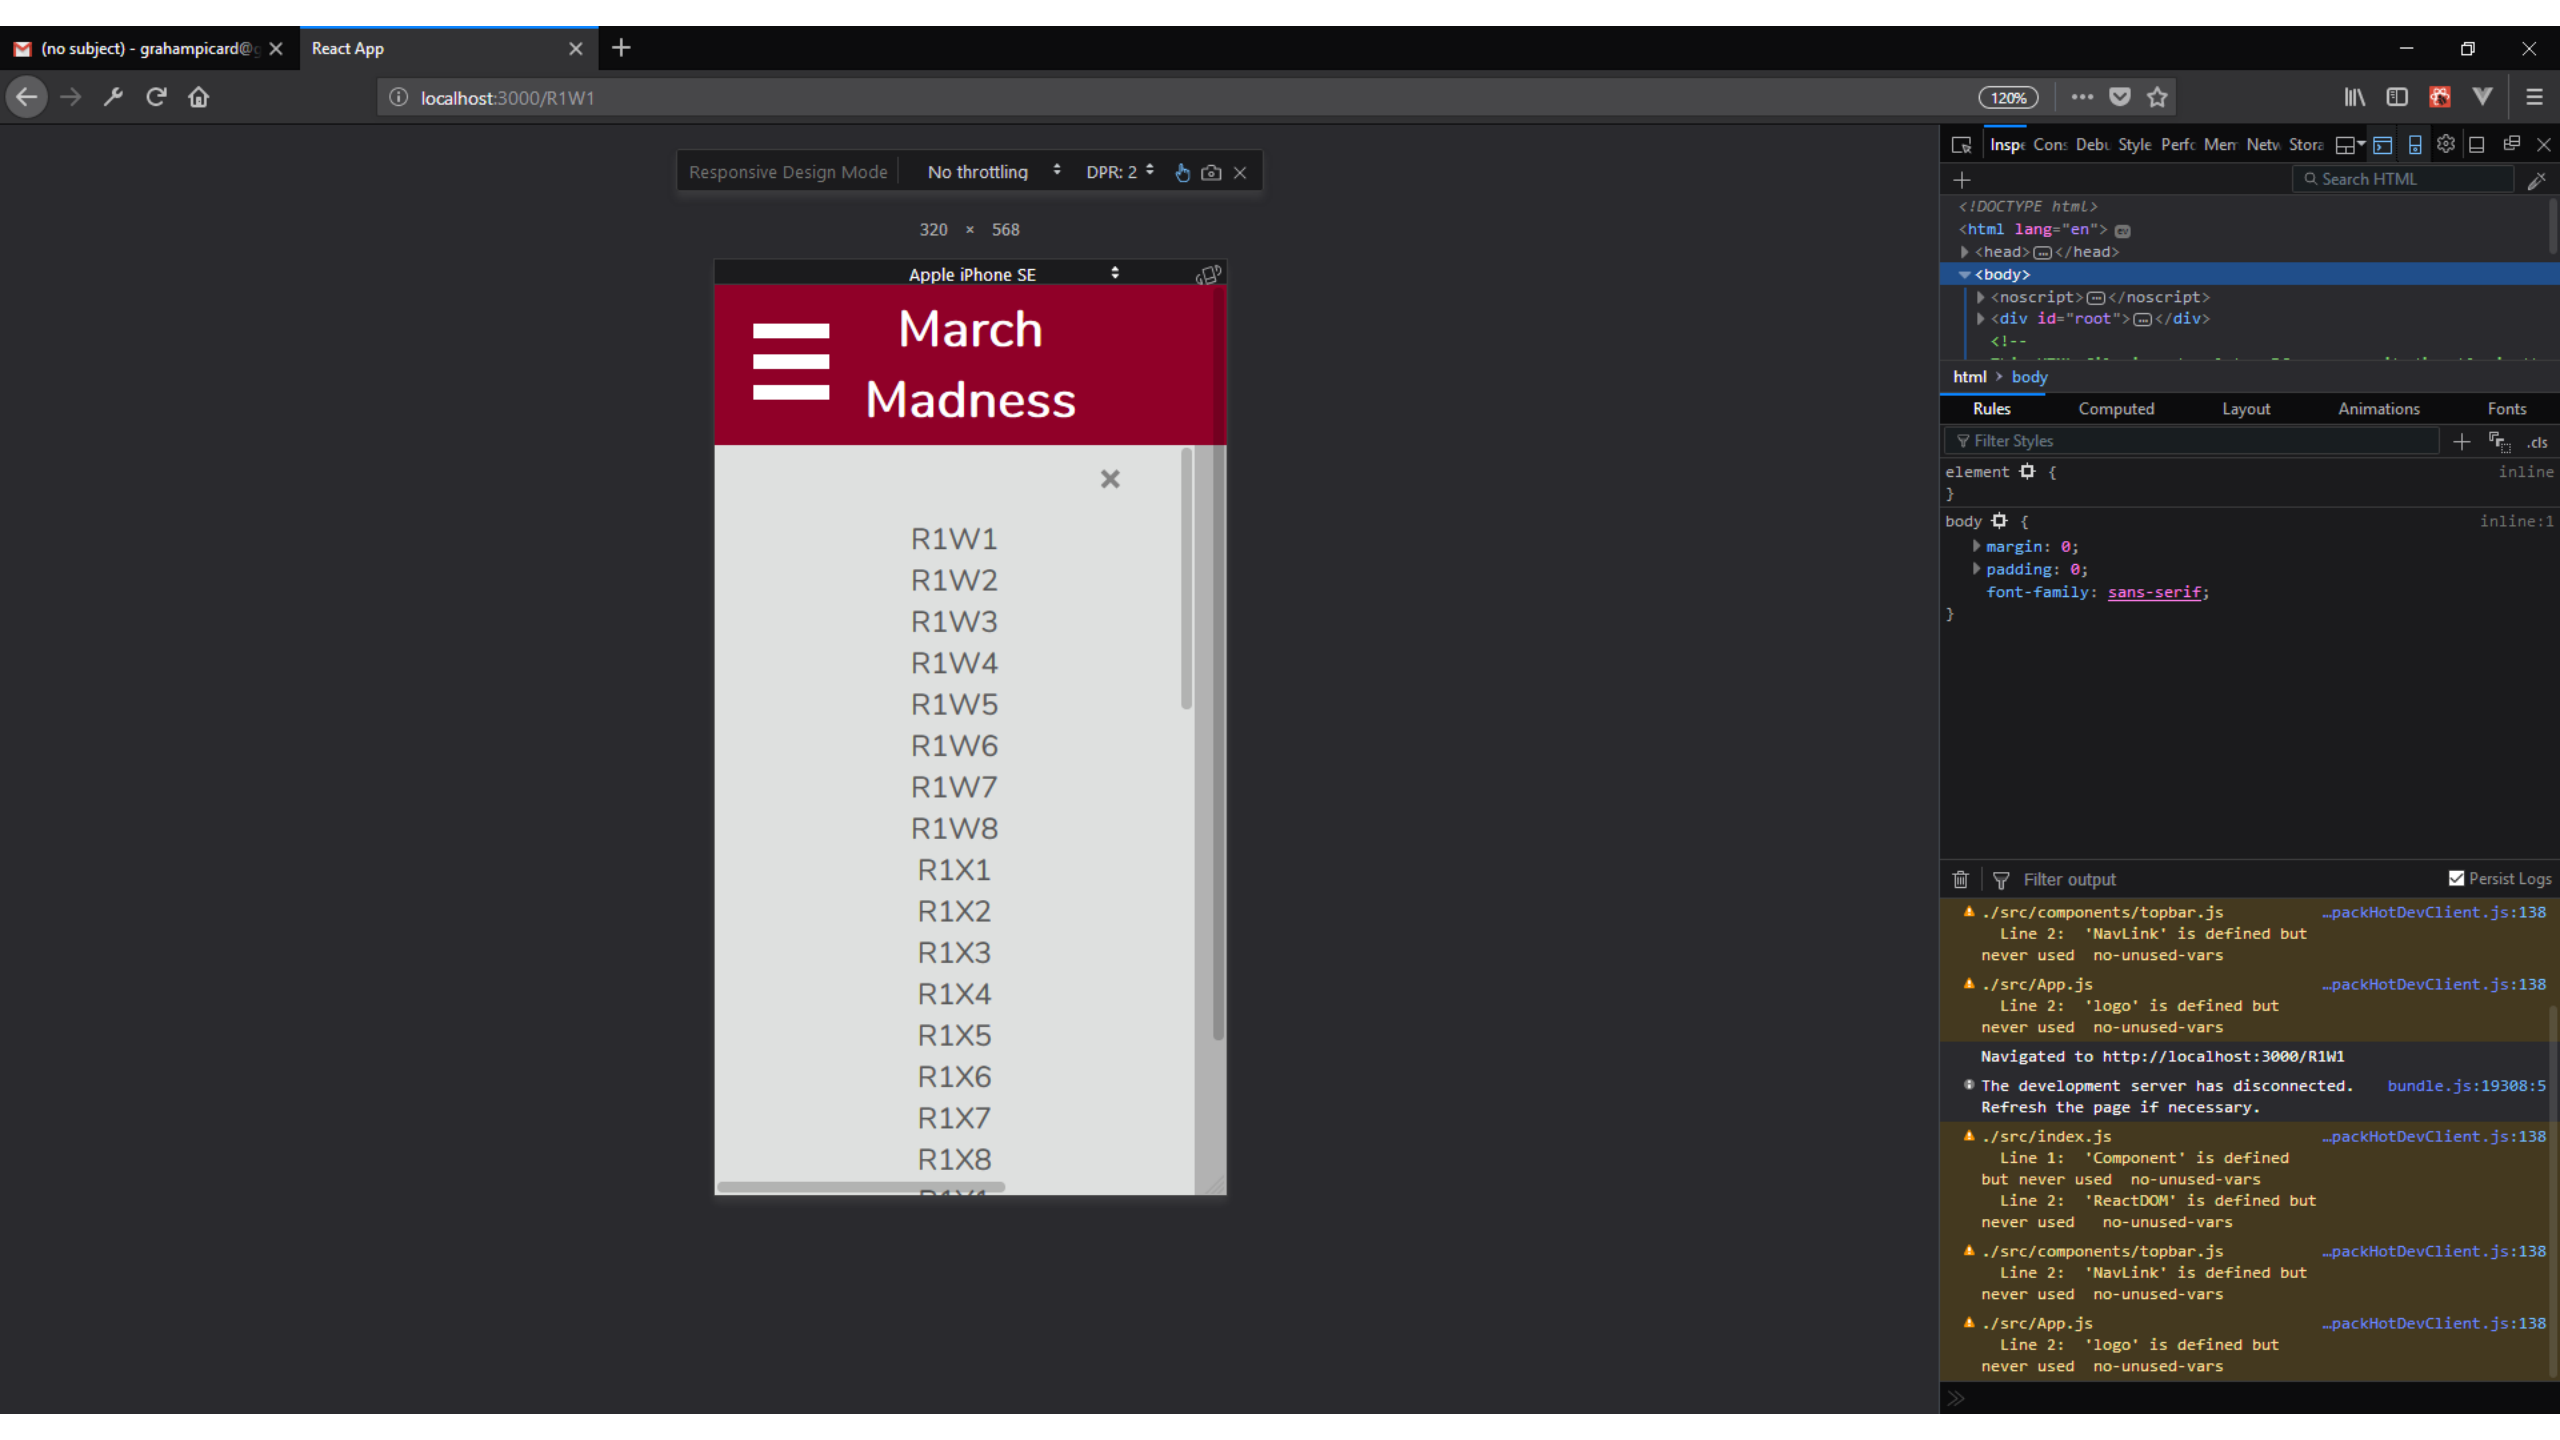 (no subject) - grahampicard@g
React App
localhost:3000/R1W1
120%
Responsive Design Mode
No throttling
DPR: 2
320 × 568
Apple iPhone SE
March
Madness
×
R1W1
R1W2
R1W3
R1W4
R1W5
R1W6
R1W7
R1W8
R1X1
R1X2
R1X3
R1X4
R1X5
R1X6
R1X7
R1X8
Insp Cons Debu Style Perfo Mem Netw Stora
Search HTML
<!DOCTYPE html>
<html lang="en"> ev
<head>…</head>
<body>
<noscript>…</noscript>
<div id="root">…</div>
<!--
html > body
Rules Computed Layout Animations Fonts
Filter Styles
.cls
element { inline
}
body { inline:1
margin: 0;
padding: 0;
font-family: sans-serif;
}
Filter output
Persist Logs
./src/components/topbar.js …packHotDevClient.js:138
Line 2: 'NavLink' is defined but
never used no-unused-vars
./src/App.js …packHotDevClient.js:138
Line 2: 'logo' is defined but
never used no-unused-vars
Navigated to http://localhost:3000/R1W1
The development server has disconnected. bundle.js:19308:5
Refresh the page if necessary.
./src/index.js …packHotDevClient.js:138
Line 1: 'Component' is defined
but never used no-unused-vars
Line 2: 'ReactDOM' is defined but
never used no-unused-vars
./src/components/topbar.js …packHotDevClient.js:138
Line 2: 'NavLink' is defined but
never used no-unused-vars
./src/App.js …packHotDevClient.js:138
Line 2: 'logo' is defined but
never used no-unused-vars